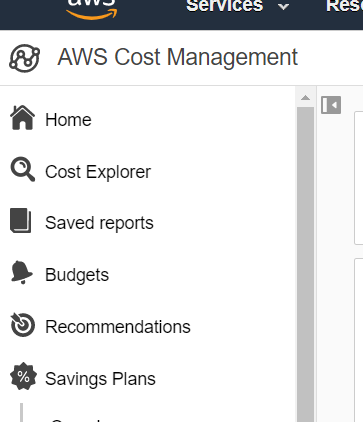 aws Services
AWS Cost Management
Home
Cost Explorer
Saved reports
Budgets
Recommendations
% Savings Plans